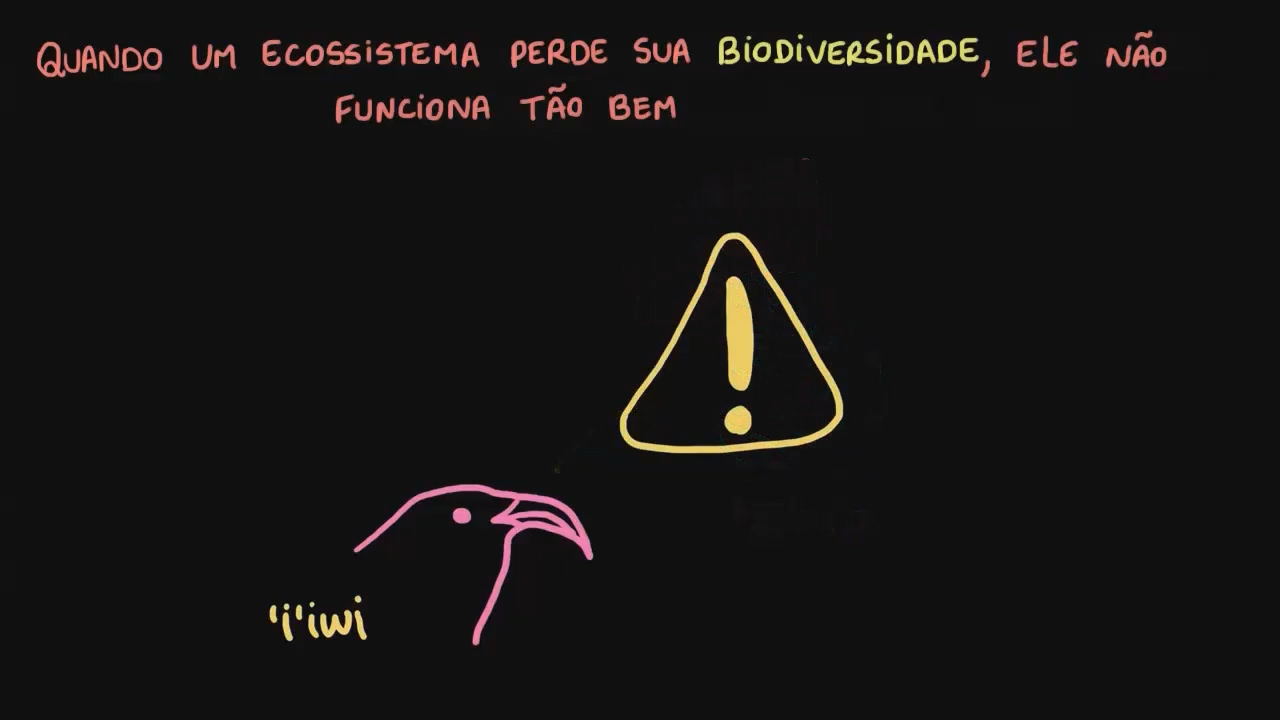 QUANDO UM ECOSSISTEMA PERDE SUA BIODIVERSIDADE, ELE NÃO
FUNCIONA TÃO BEM
'i'iwi